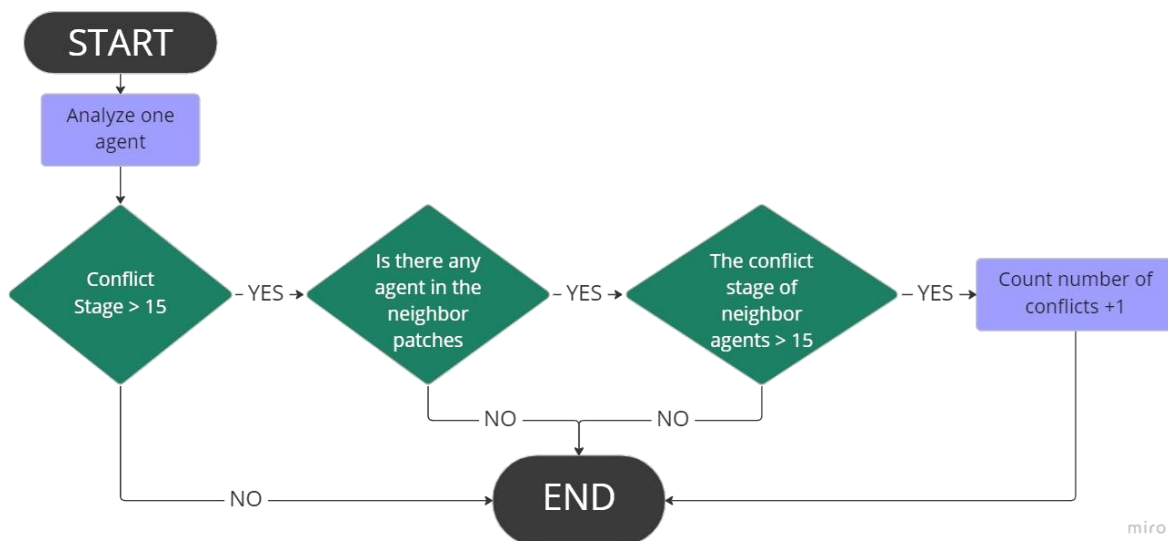 START
Analyze one
agent
Conflict
Stage > 15
YES
Is there any
agent in the
neighbor
patches
YES
The conflict
stage of
neighbor
agents > 15
YES
Count number of
conflicts +1
NO
NO
NO
END
miro